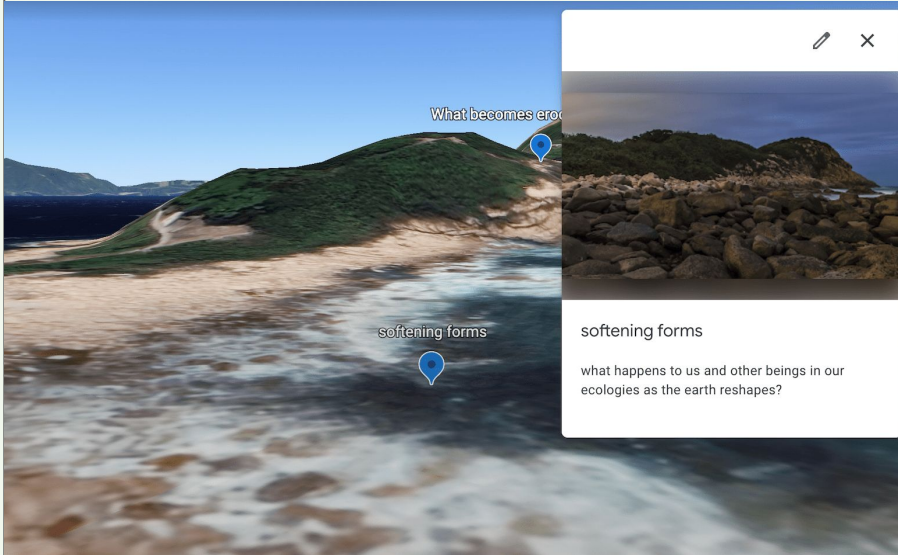 What becomes
softening forms
softening forms
what happens to us and other beings in our
ecologies as the earth reshapes?